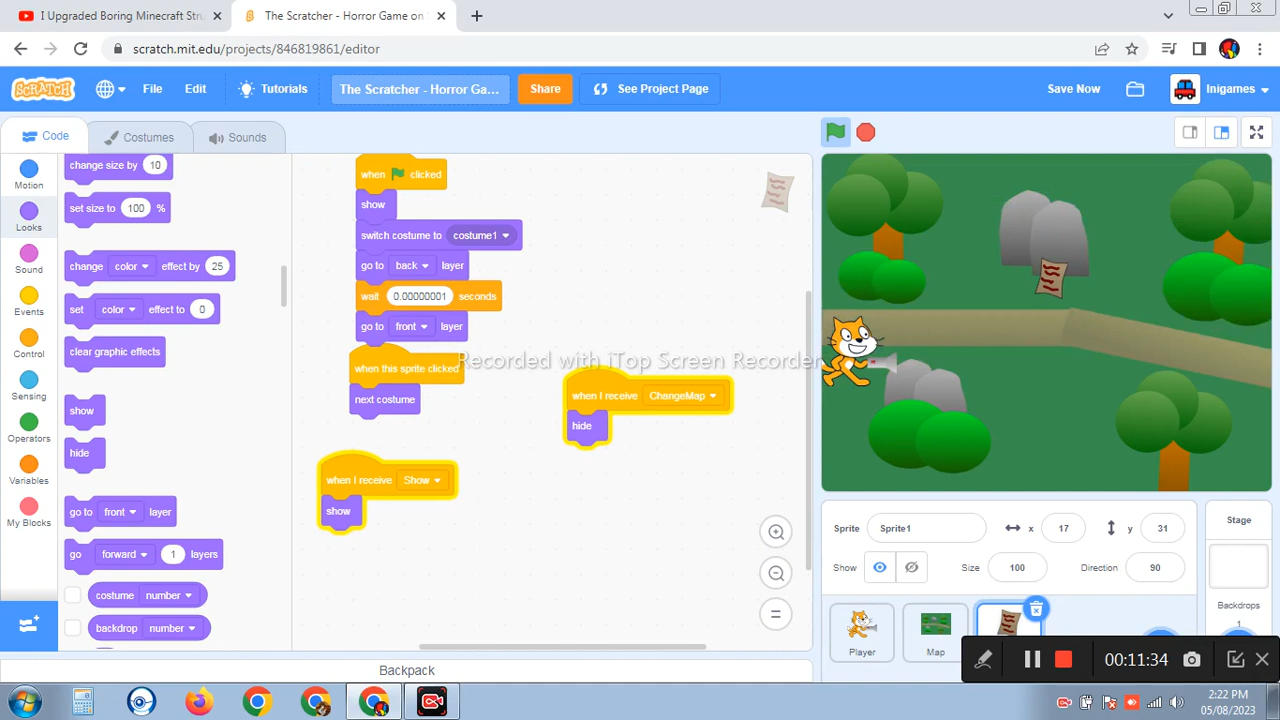 I Upgraded Boring Minecraft Stru
The Scratcher - Horror Game on S
scratch.mit.edu/projects/846819861/editor
SCRATCH
File
Edit
Tutorials
The Scratcher - Horror Ga...
Share
See Project Page
Save Now
Inigames
Code
Costumes
Sounds
Motion
Looks
Sound
Events
Control
Sensing
Operators
Variables
My Blocks
change size by 10
set size to 100 %
change color effect by 25
set color effect to 0
clear graphic effects
show
hide
go to front layer
go forward 1 layers
costume number
backdrop number
when clicked
show
switch costume to costume1
go to back layer
wait 0.00000001 seconds
go to front layer
when this sprite clicked
next costume
Recorded with iTop Screen Recorder
when I receive ChangeMap
hide
when I receive Show
show
Backpack
Sprite Sprite1 x 17 y 31
Show Size 100 Direction 90
Player
Map
Stage
Backdrops
1
00:11:34
2:22 PM
05/08/2023